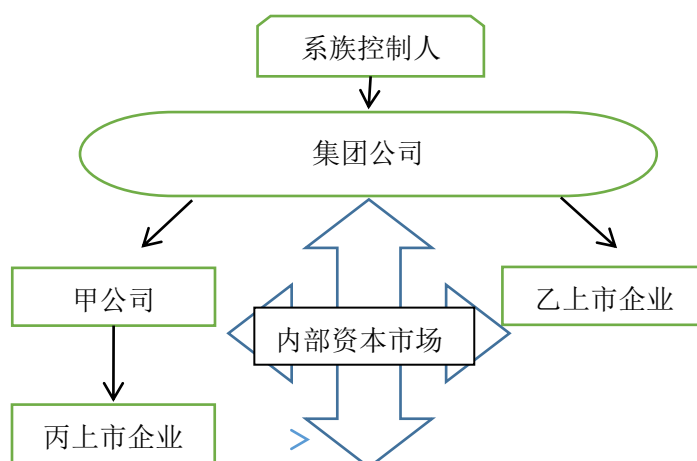 系族控制人
集团公司
甲公司
乙上市企业
内部资本市场
丙上市企业